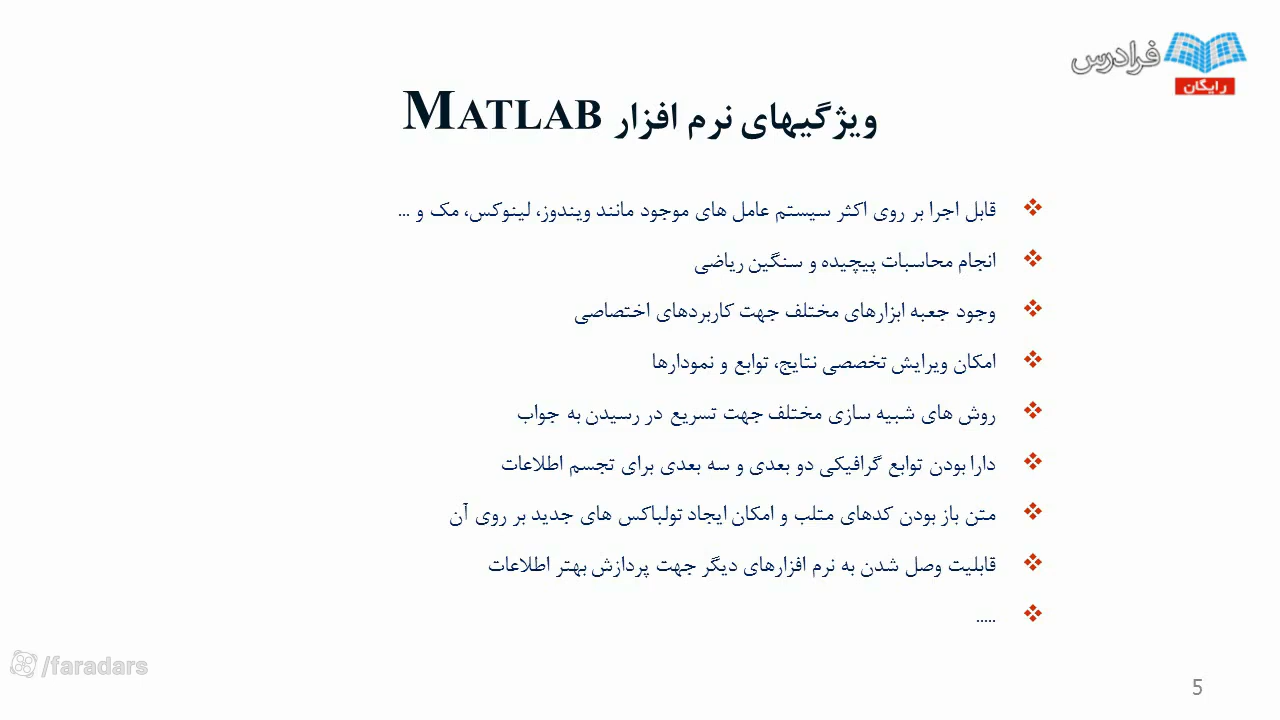 فرادرس
رایگان
ویژگیهای نرم افزار MATLAB
قابل اجرا بر روی اکثر سیستم عامل های موجود مانند ویندوز، لینوکس، مک و ...
انجام محاسبات پیچیده و سنگین ریاضی
وجود جعبه ابزارهای مختلف جهت کاربردهای اختصاصی
امکان ویرایش تخصصی نتایج، توابع و نمودارها
روش های شبیه سازی مختلف جهت تسریع در رسیدن به جواب
دارا بودن توابع گرافیکی دو بعدی و سه بعدی برای تجسم اطلاعات
متن باز بودن کدهای متلب و امکان ایجاد تولباکس های جدید بر روی آن
قابلیت وصل شدن به نرم افزارهای دیگر جهت پردازش بهتر اطلاعات
.....
/faradars
5